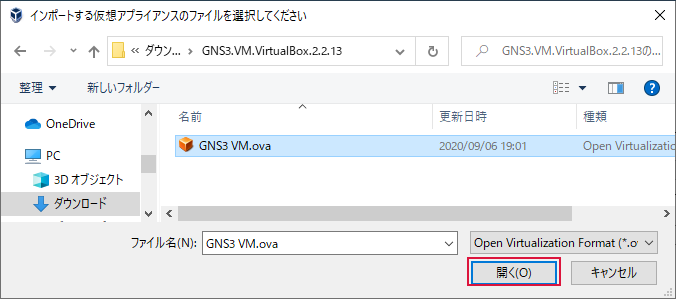 インポートする仮想アプライアンスのファイルを選択してください
ダウン... GNS3.VM.VirtualBox.2.2.13
GNS3.VM.VirtualBox.2.2.13の...
整理 新しいフォルダー
名前 更新日時 種類
OneDrive
GNS3 VM.ova 2020/09/06 19:01 Open Virtualizatio
PC
3D オブジェクト
ダウンロード
ファイル名(N): GNS3 VM.ova Open Virtualization Format (*.o
開く(O) キャンセル